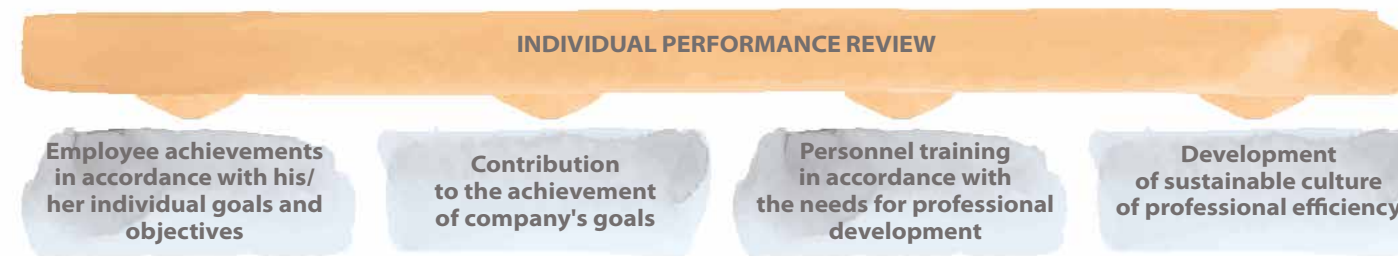 INDIVIDUAL PERFORMANCE REVIEW
Employee achievements
in accordance with his/
her individual goals and
objectives
Contribution
to the achievement
of company's goals
Personnel training
in accordance with
the needs for professional
development
Development
of sustainable culture
of professional efficiency